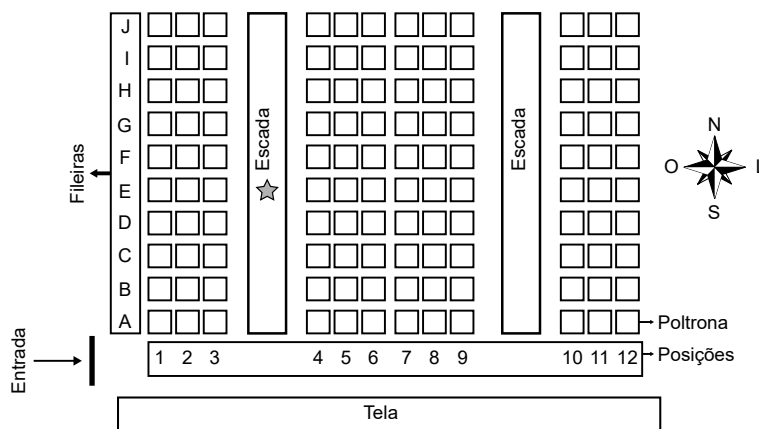 J
I
H
G
F
E
D
C
B
A
Fileiras
Escada
Escada
N
O
L
S
Poltrona
Entrada
1 2 3 4 5 6 7 8 9 10 11 12
Posições
Tela